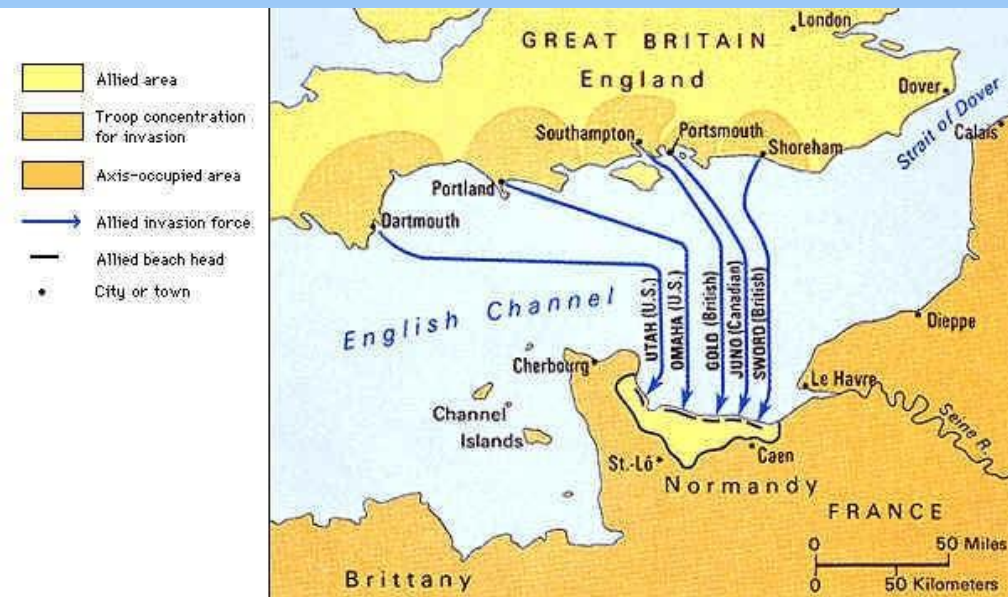 Allied area
Troop concentration
for invasion
Axis-occupied area
Allied invasion force
Allied beach head
City or town
London
GREAT BRITAIN
England
Dover
Strait of Dover
Calais
Southampton
Portsmouth
Shoreham
Portland
Dartmouth
English Channel
UTAH (U.S.)
OMAHA (U.S.)
GOLD (British)
JUNO (Canadian)
SWORD (British)
Dieppe
Cherbourg
Le Havre
Seine R.
Channel
Islands
St.-Lô
Caen
Normandy
FRANCE
0 50 Miles
0 50 Kilometers
Brittany